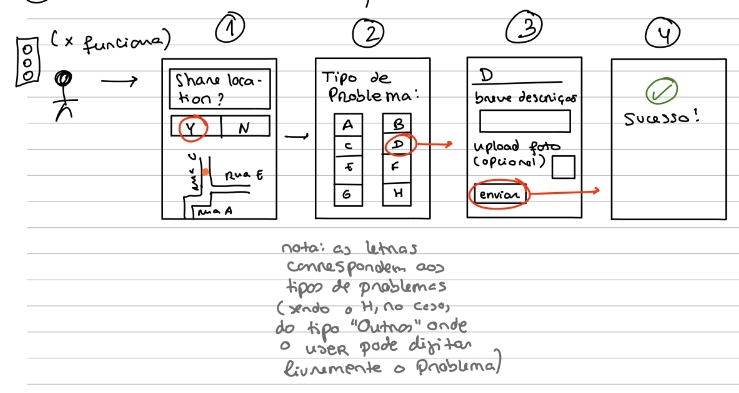 (x funciona)
1
2
3
4
Share loca-
tion?
Y N
Rua E
Rua A
Tipo de
Problema:
A B
C D
E F
G H
D
breve descrição
upload foto
(opcional)
enviar
Sucesso!
nota: as letras
correspondem aos
tipos de problemas
(sendo o H, no caso,
do tipo "Outros" onde
o user pode digitar
livremente o problema)